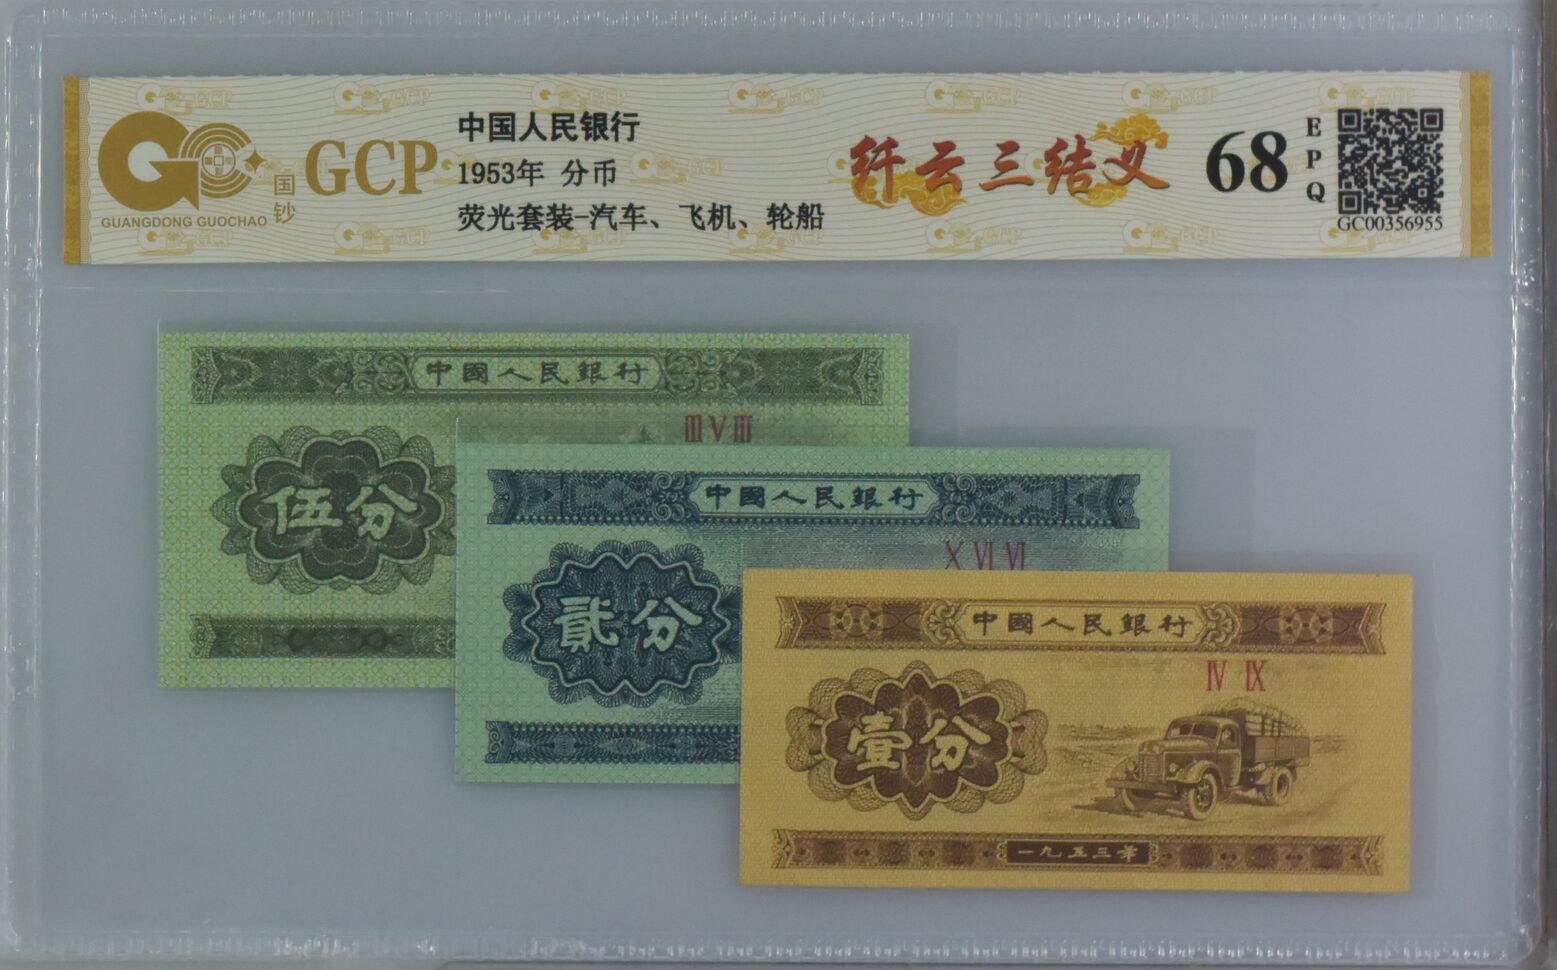 GCP
国
钞
GUANGDONG GUOCHAO
中国人民银行
1953年 分币
荧光套装-汽车、飞机、轮船
纤云三结义
68
E
P
Q
GC00356955
中國人民銀行
ⅢⅤⅢ
伍分
中國人民銀行
Ⅹ Ⅵ Ⅵ
貳分
中國人民銀行
Ⅳ Ⅸ
壹分
一九五三年